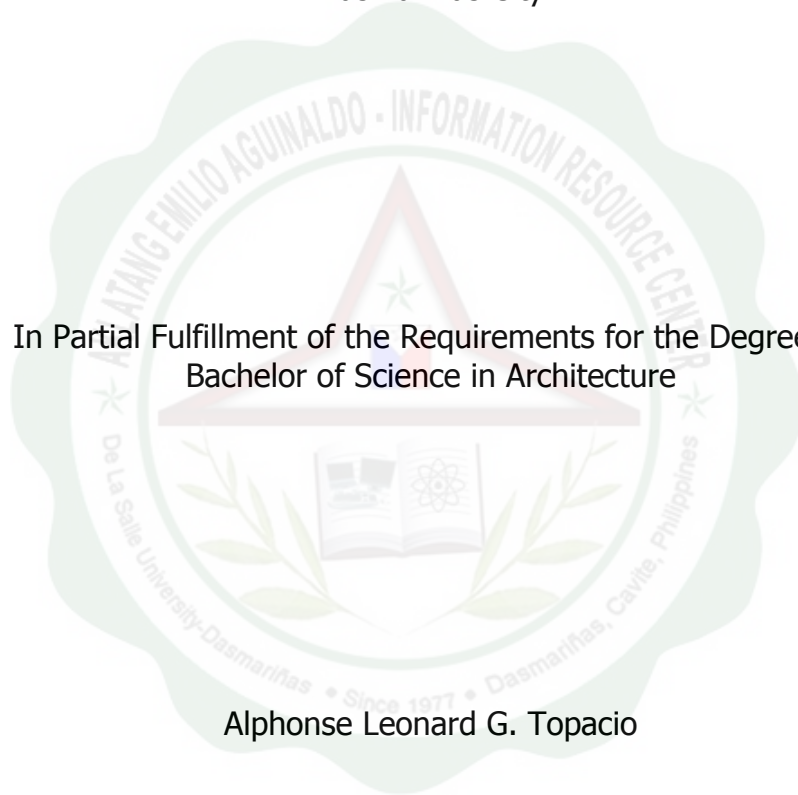 In Partial Fulfillment of the Requirements for the Degree
Bachelor of Science in Architecture
AKLATANG EMILIO AGUINALDO - INFORMATION RESOURCE CENTER
De La Salle University-Dasmariñas • Since 1977 • Dasmariñas, Cavite, Philippines
Alphonse Leonard G. Topacio